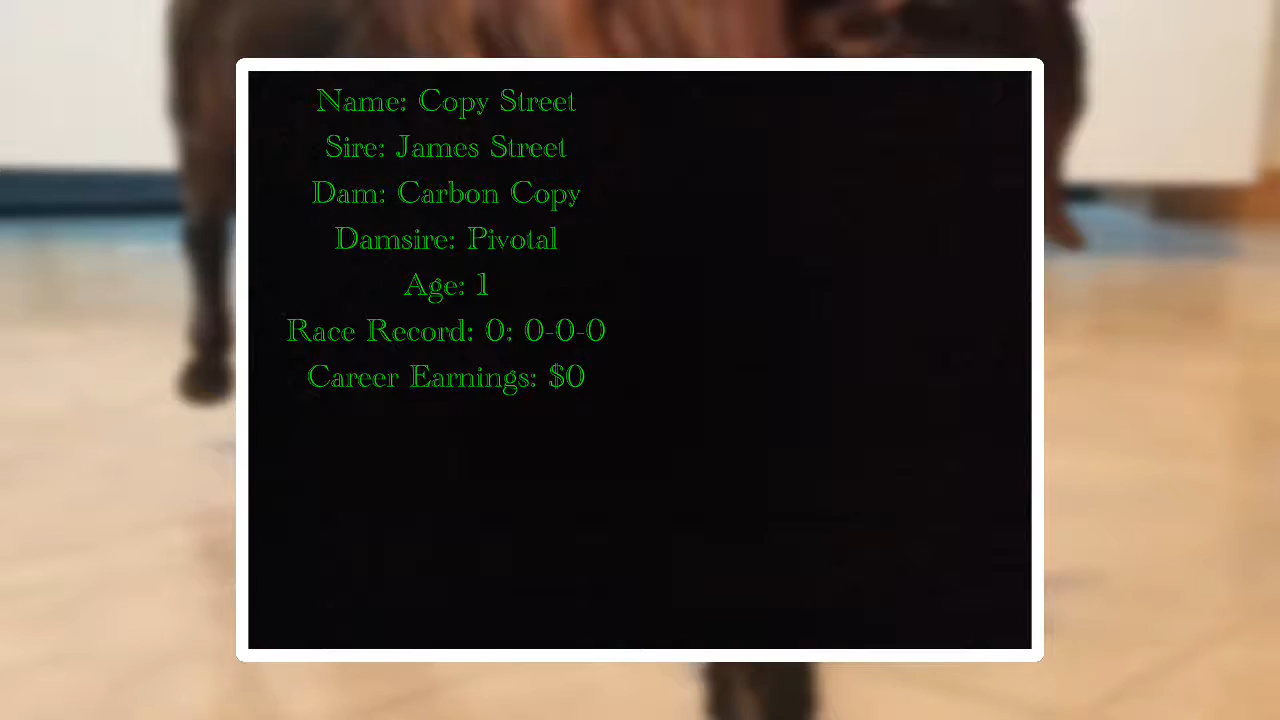 Name: Copy Street
Sire: James Street
Dam: Carbon Copy
Damsire: Pivotal
Age: 1
Race Record: 0: 0-0-0
Career Earnings: $0